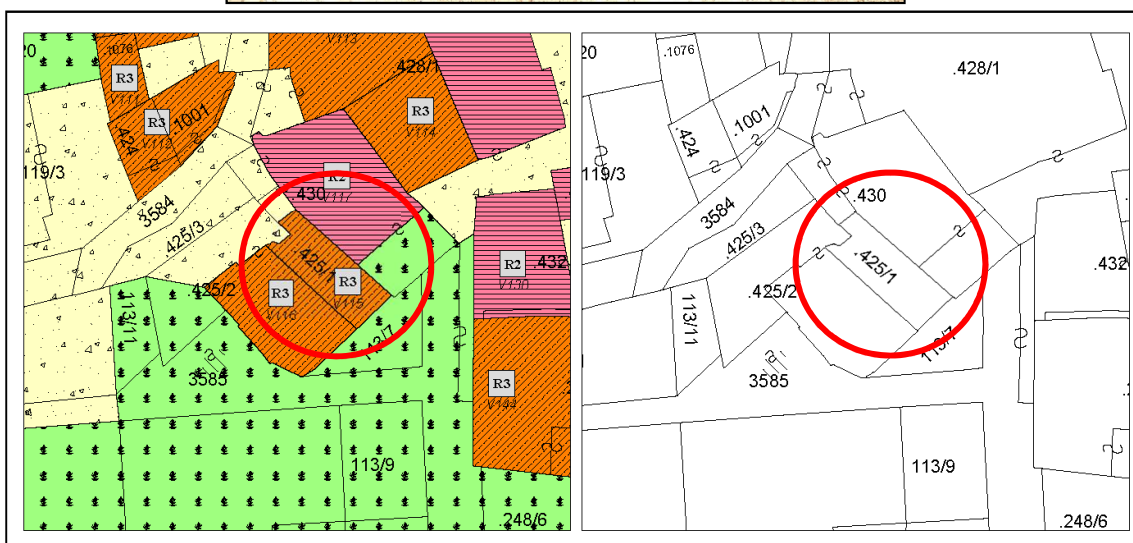 20
.1076
R3
V111
V113
.428/1
R3
V114
R3
V112
.1001
.424
119/3
R2
V117
.430
3584
.425/3
.425/1
R3
V115
R2
V130
.432
.425/2
R3
V116
113/11
113/7
3585
R3
V144
113/9
.248/6
20
.1076
.428/1
.1001
.424
119/3
.430
3584
.425/3
.425/1
.432
.425/2
113/11
113/7
3585
113/9
.248/6